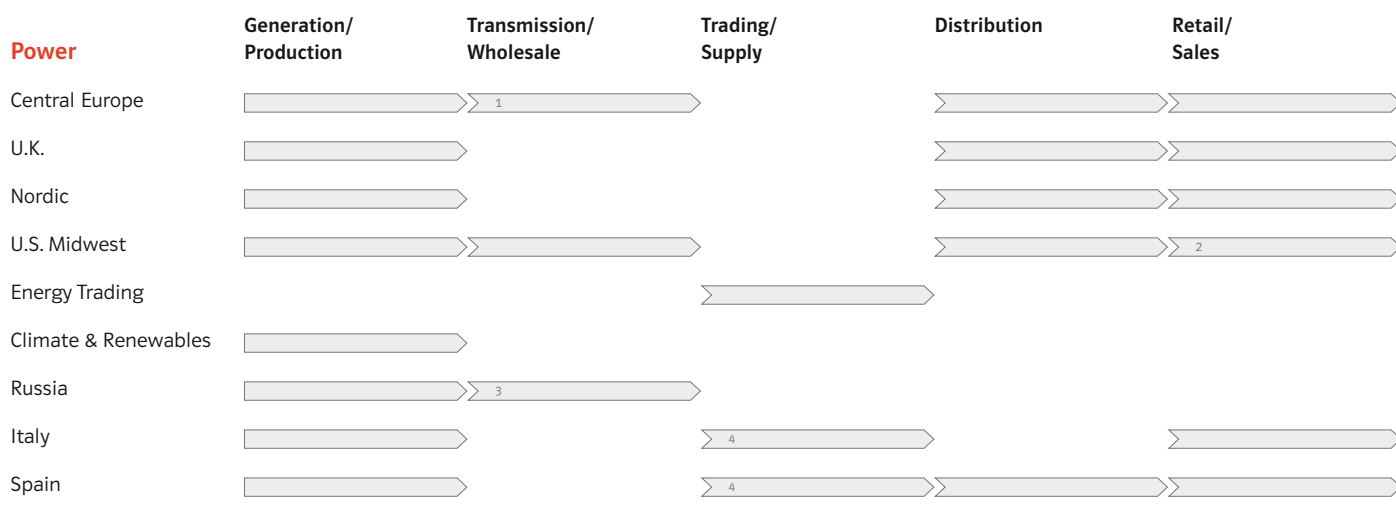 Power
Generation/
Production
Transmission/
Wholesale
Trading/
Supply
Distribution
Retail/
Sales
Central Europe
1
U.K.
Nordic
U.S. Midwest
2
Energy Trading
Climate & Renewables
Russia
3
Italy
4
Spain
4